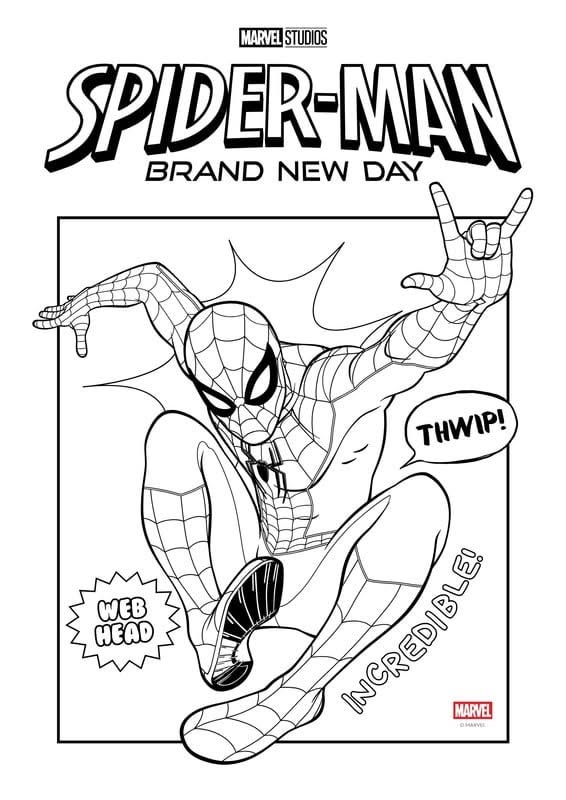 MARVEL STUDIOS
SPIDER-MAN
BRAND NEW DAY
THWIP!
WEB
HEAD
INCREDIBLE!
MARVEL
© MARVEL